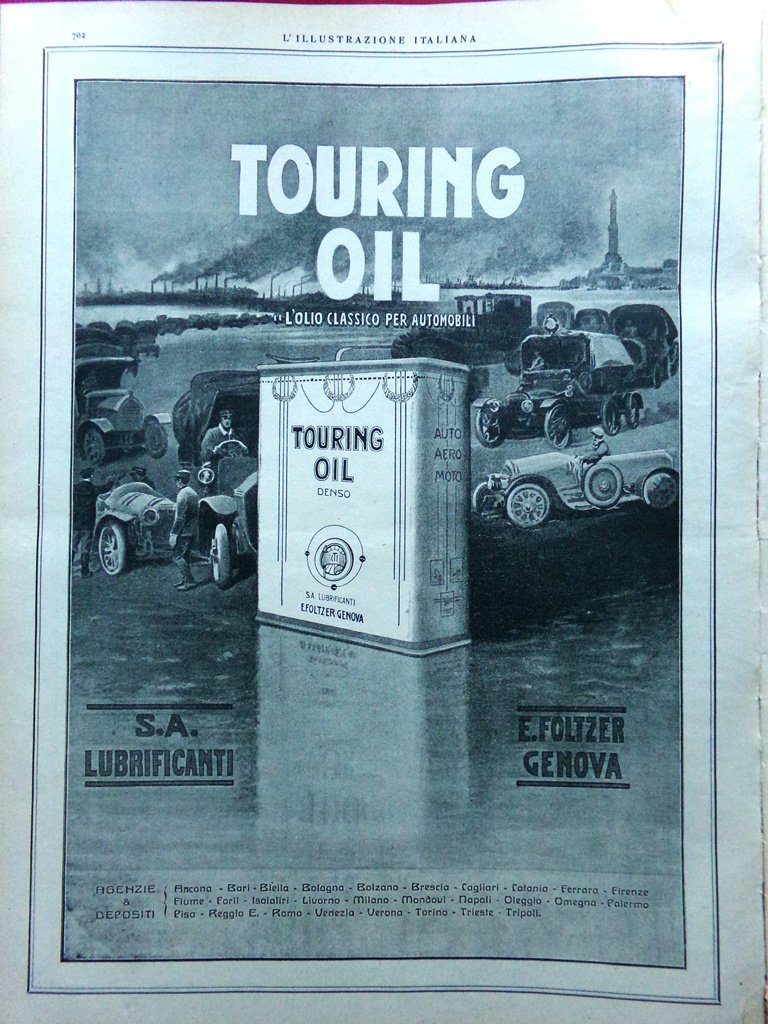 702
L'ILLUSTRAZIONE ITALIANA
TOURING
OIL
"L'OLIO CLASSICO PER AUTOMOBILI
TOURING
OIL
DENSO
S.A. LUBRIFICANTI
E.FOLTZER-GENOVA
AUTO
AERO
MOTO
S.A.
LUBRIFICANTI
E.FOLTZER
GENOVA
AGENZIE
&
DEPOSITI
Ancona - Bari - Biella - Bologna - Bolzano - Brescia - Cagliari - Catania - Ferrara - Firenze
Fiume - Forlì - Isolaliri - Livorno - Milano - Mondovì - Napoli - Oleggio - Omegna - Palermo
Pisa - Reggio E. - Roma - Venezia - Verona - Torino - Trieste - Tripoli.